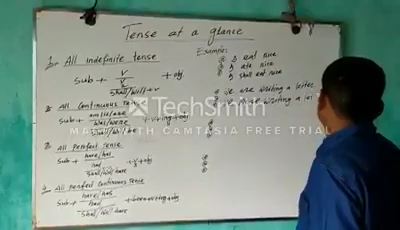 Tense at a glance
1. All indefinite tense
Sub + v / v / shall/will + v + obj
Example:
I eat rice
I ate rice
I shall eat rice
2. All Continuous
Sub + am/is/are / was/were / shall/will/be + v + ing + obj
We are writing a letter
We were writing a
3. All perfect tense
Sub + have/has / had / shall/will/have + v + obj
4. All perfect continuous tense
Sub + have/has / had / shall/will/have + been + v + ing + obj
TechSmith
MADE WITH CAMTASIA FREE TRIAL